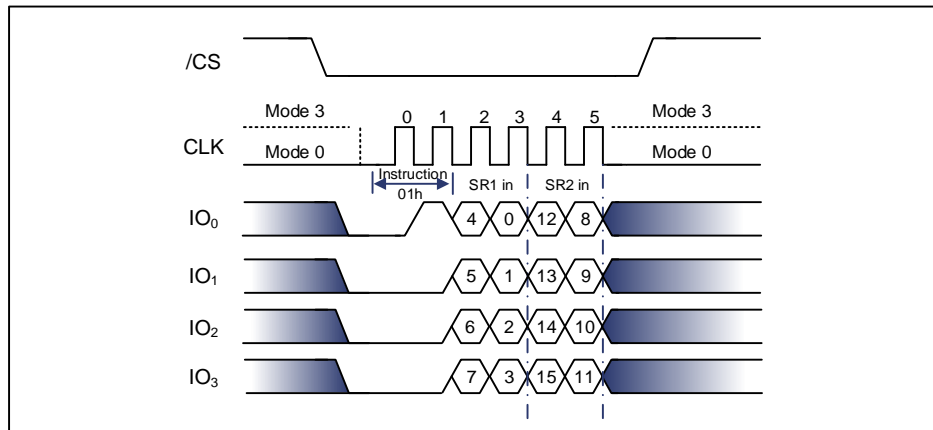 /CS
Mode 3
0 1 2 3 4 5
Mode 3
CLK
Mode 0
Mode 0
Instruction
01h
SR1 in
SR2 in
IO0
4 0 12 8
IO1
5 1 13 9
IO2
6 2 14 10
IO3
7 3 15 11